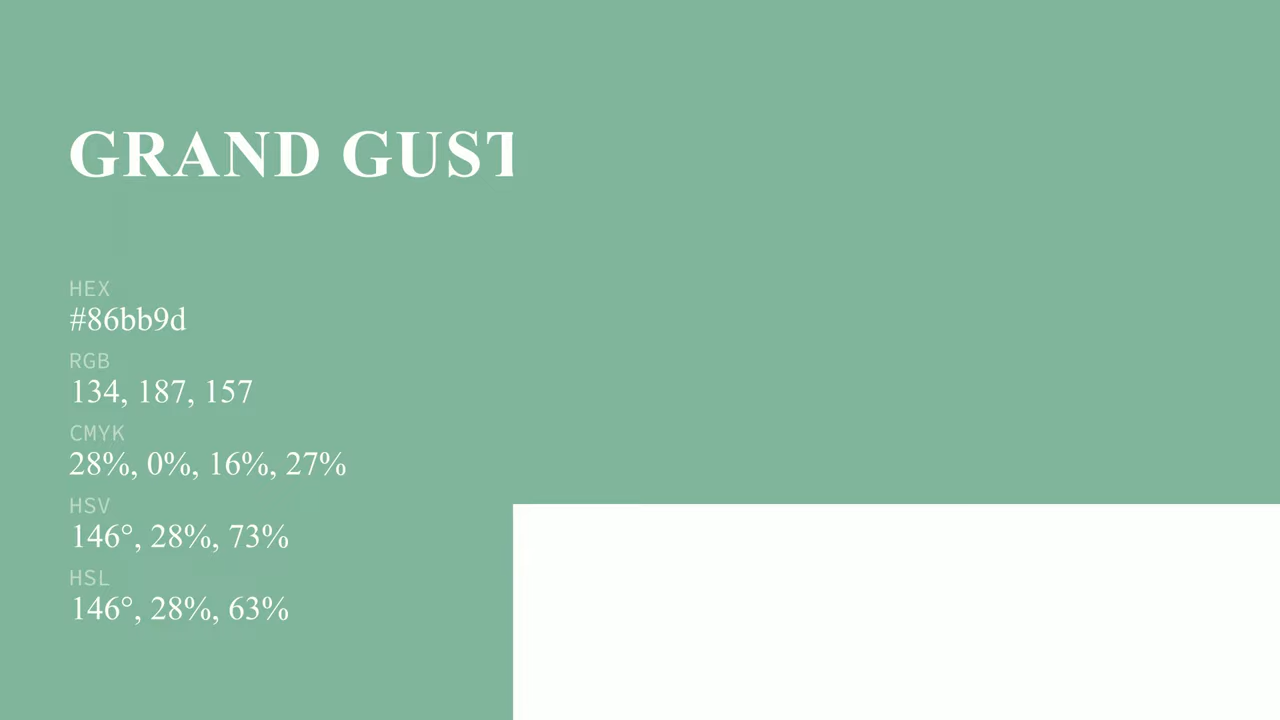 GRAND GUST
HEX
#86bb9d
RGB
134, 187, 157
CMYK
28%, 0%, 16%, 27%
HSV
146°, 28%, 73%
HSL
146°, 28%, 63%